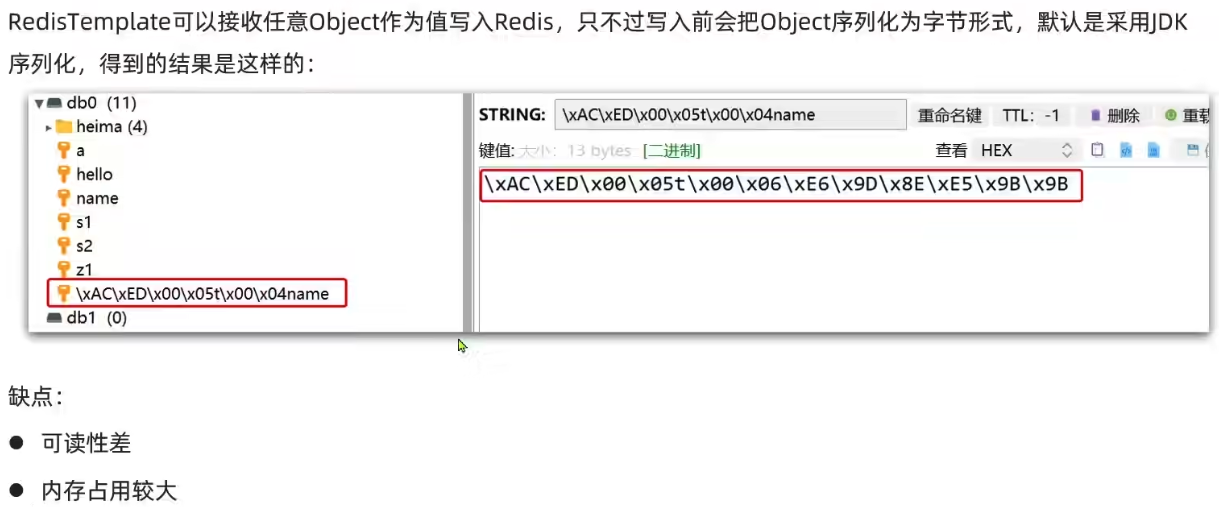 RedisTemplate可以接收任意Object作为值写入Redis，只不过写入前会把Object序列化为字节形式，默认是采用JDK
序列化，得到的结果是这样的：
db0 (11)
heima (4)
a
hello
name
s1
s2
z1
\xAC\xED\x00\x05t\x00\x04name
db1 (0)
STRING: \xAC\xED\x00\x05t\x00\x04name 重命名键 TTL: -1 删除 重载
键值: 大小: 13 bytes [二进制] 查看 HEX
\xAC\xED\x00\x05t\x00\x06\xE6\x9D\x8E\xE5\x9B\x9B
缺点：
● 可读性差
● 内存占用较大